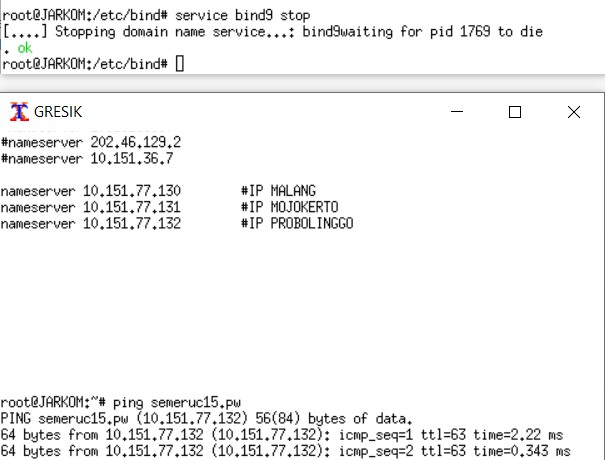 root@JARKOM:/etc/bind# service bind9 stop
[....] Stopping domain name service...: bind9waiting for pid 1769 to die
. ok
root@JARKOM:/etc/bind#
GRESIK
#nameserver 202.46.129.2
#nameserver 10.151.36.7
nameserver 10.151.77.130 #IP MALANG
nameserver 10.151.77.131 #IP MOJOKERTO
nameserver 10.151.77.132 #IP PROBOLINGGO
root@JARKOM:~# ping semeruc15.pw
PING semeruc15.pw (10.151.77.132) 56(84) bytes of data.
64 bytes from 10.151.77.132 (10.151.77.132): icmp_seq=1 ttl=63 time=2.22 ms
64 bytes from 10.151.77.132 (10.151.77.132): icmp_seq=2 ttl=63 time=0.343 ms